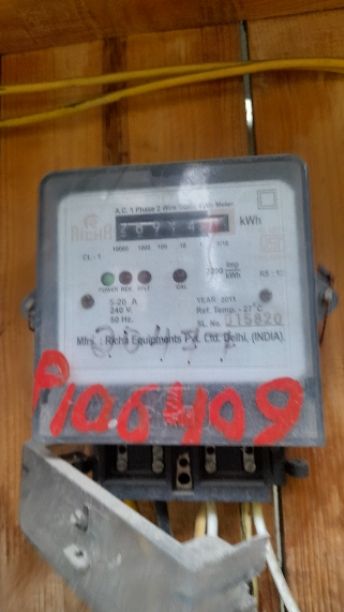 A.C. 1 Phase 2 Wire Static kWh Meter
RICHA
kWh
10000 1000 100 10 1 1/10
CL : 1
3200 imp/kWh
POWER REV. E/LT CAL
5-20 A
240 V.
50 Hz.
YEAR 2011
Ref. Temp. -27°C
SL. No. 015820
Mfrs. : Richa Equipments Pvt. Ltd. Delhi, (INDIA)
P106409